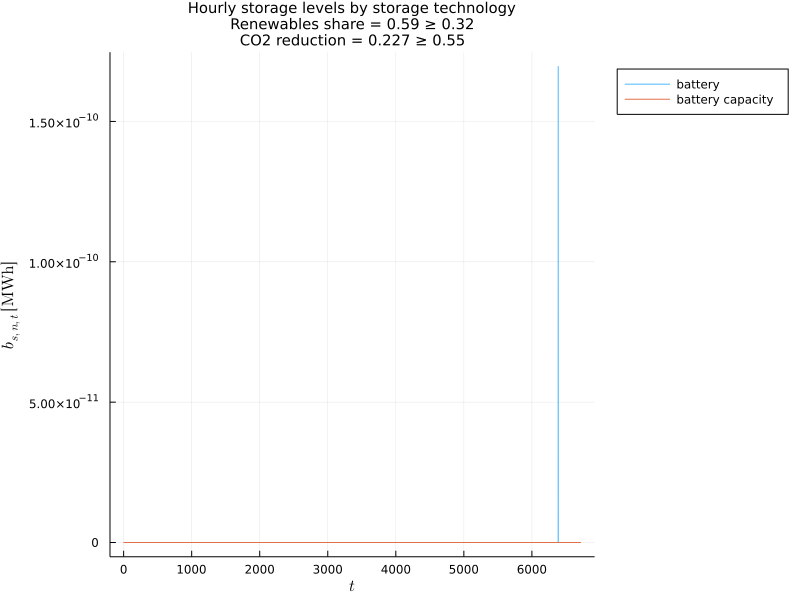 Hourly storage levels by storage technology
Renewables share = 0.59 ≥ 0.32
CO2 reduction = 0.227 ≥ 0.55
battery
battery capacity
1.50×10⁻¹⁰
1.00×10⁻¹⁰
5.00×10⁻¹¹
0
b_{s,n,t} [MWh]
0 1000 2000 3000 4000 5000 6000
t